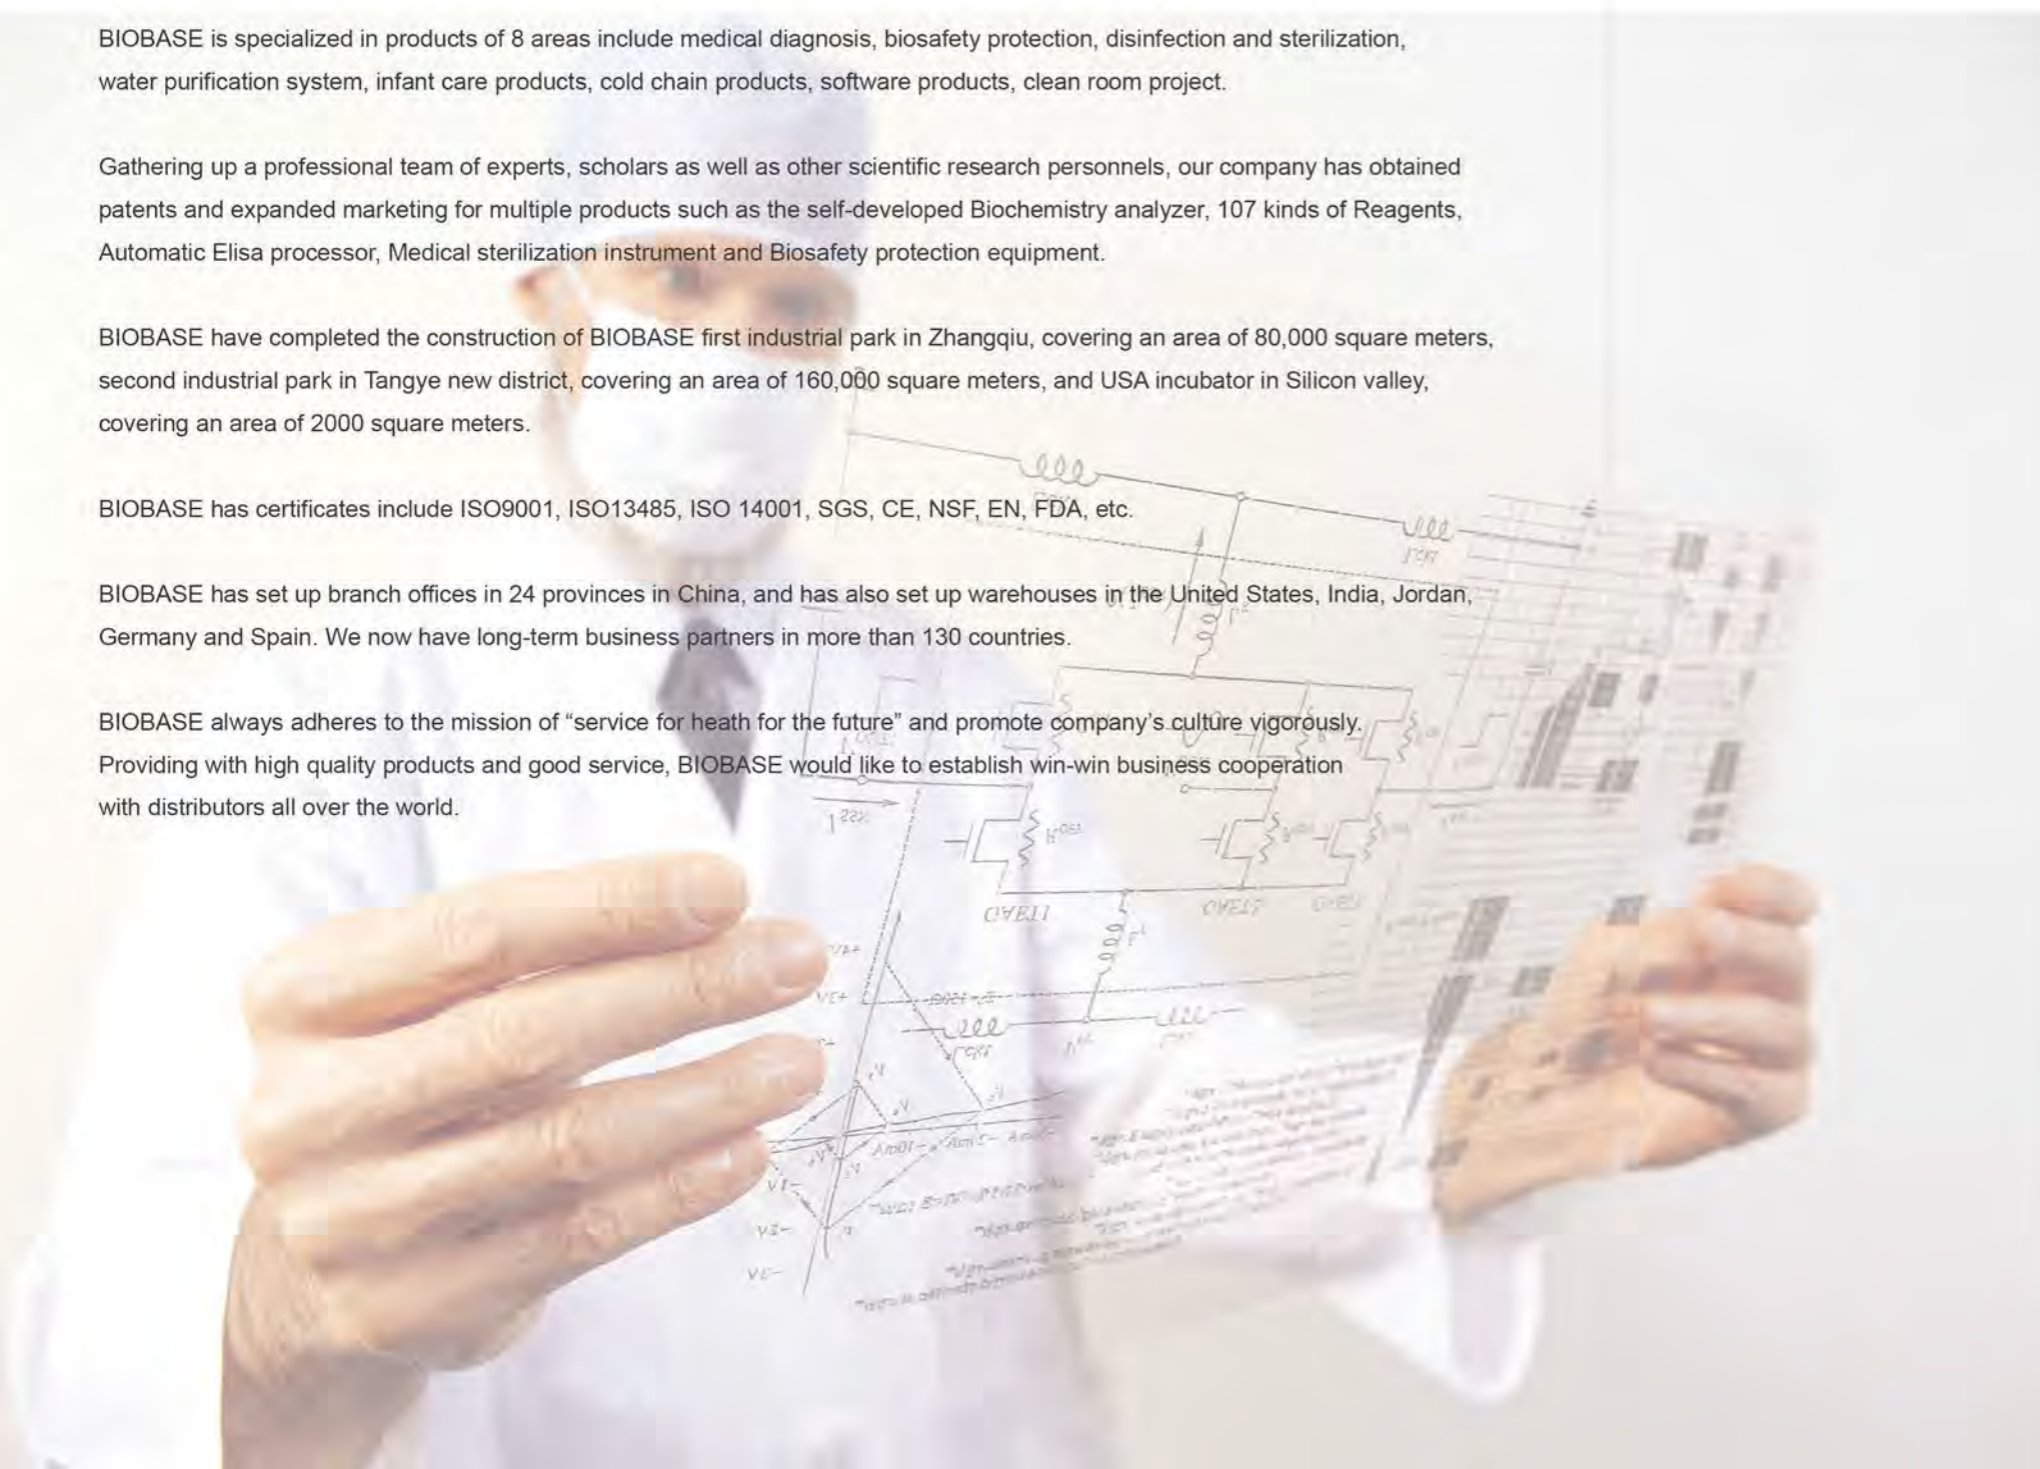 BIOBASE is specialized in products of 8 areas include medical diagnosis, biosafety protection, disinfection and sterilization,
water purification system, infant care products, cold chain products, software products, clean room project.
Gathering up a professional team of experts, scholars as well as other scientific research personnels, our company has obtained
patents and expanded marketing for multiple products such as the self-developed Biochemistry analyzer, 107 kinds of Reagents,
Automatic Elisa processor, Medical sterilization instrument and Biosafety protection equipment.
BIOBASE have completed the construction of BIOBASE first industrial park in Zhangqiu, covering an area of 80,000 square meters,
second industrial park in Tangye new district, covering an area of 160,000 square meters, and USA incubator in Silicon valley,
covering an area of 2000 square meters.
BIOBASE has certificates include ISO9001, ISO13485, ISO 14001, SGS, CE, NSF, EN, FDA, etc.
BIOBASE has set up branch offices in 24 provinces in China, and has also set up warehouses in the United States, India, Jordan,
Germany and Spain. We now have long-term business partners in more than 130 countries.
BIOBASE always adheres to the mission of “service for heath for the future” and promote company’s culture vigorously.
Providing with high quality products and good service, BIOBASE would like to establish win-win business cooperation
with distributors all over the world.